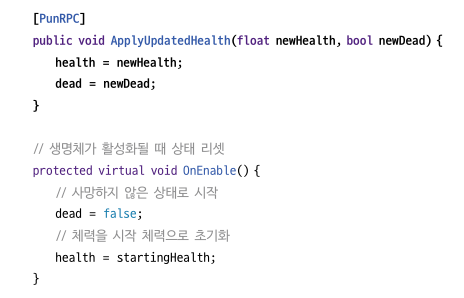 [PunRPC]
public void ApplyUpdatedHealth(float newHealth, bool newDead) {
health = newHealth;
dead = newDead;
}
// 생명체가 활성화될 때 상태 리셋
protected virtual void OnEnable() {
// 사망하지 않은 상태로 시작
dead = false;
// 체력을 시작 체력으로 초기화
health = startingHealth;
}